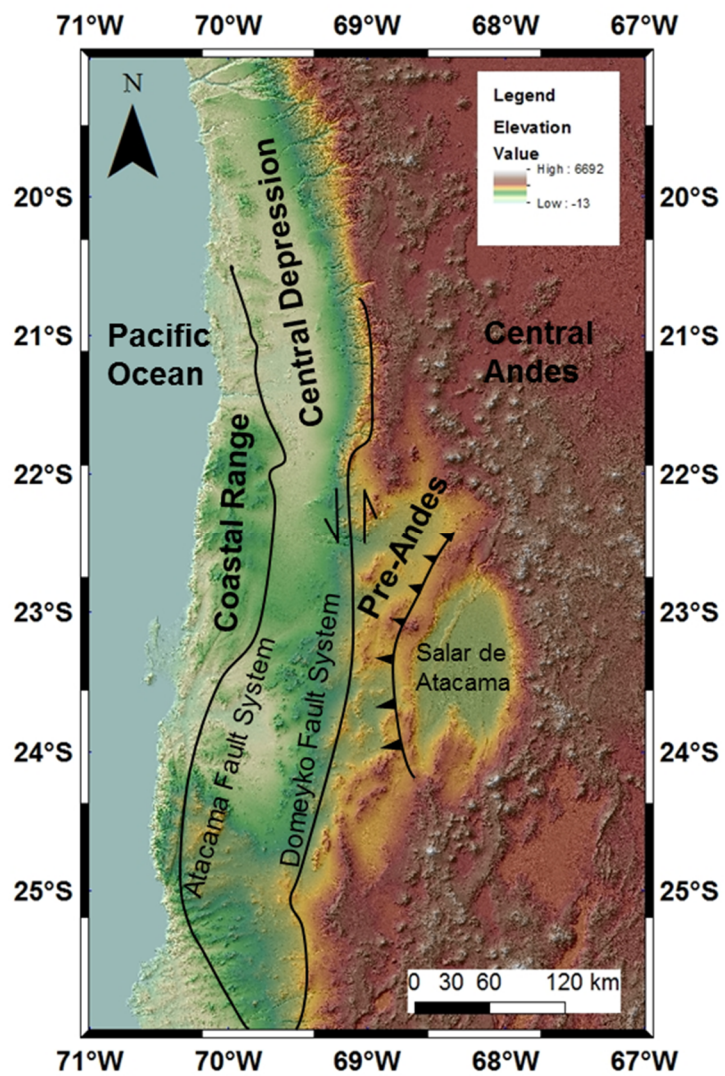 71°W 70°W 69°W 68°W 67°W
N
Legend
Elevation
Value
High : 6692
Low : -13
20°S 20°S
Central Depression
21°S 21°S
Pacific
Ocean
Central
Andes
22°S 22°S
Coastal Range
Pre-Andes
23°S 23°S
Salar de
Atacama
Atacama Fault System
Domeyko Fault System
24°S 24°S
25°S 25°S
0 30 60 120 km
71°W 70°W 69°W 68°W 67°W